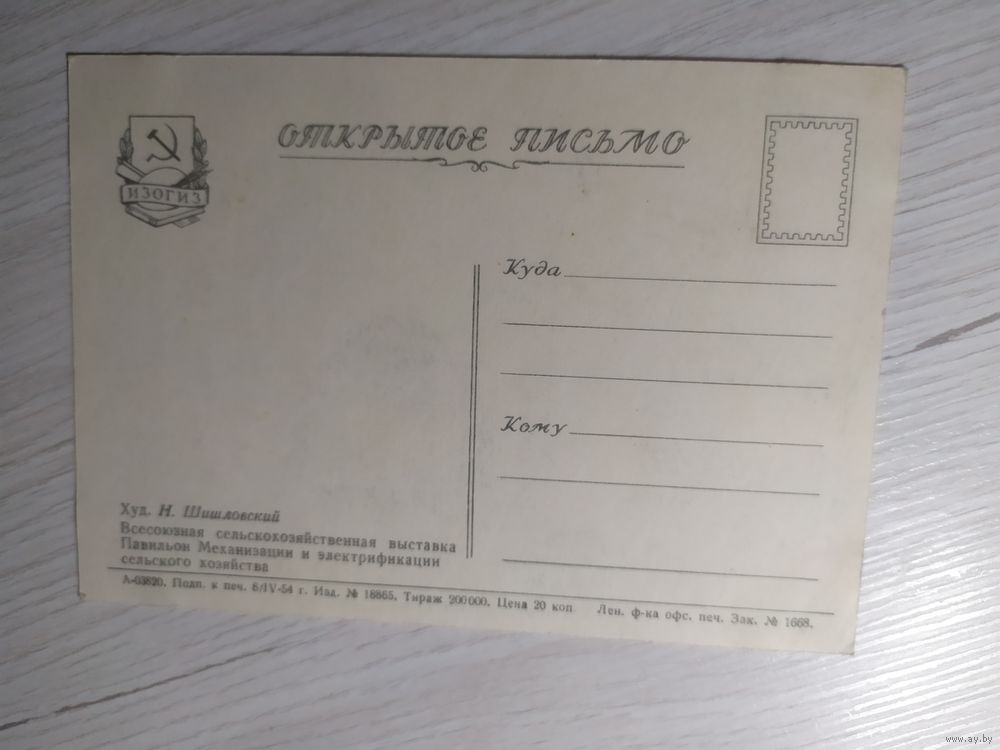 ОТКРЫТОЕ ПИСЬМО
ИЗОГИЗ
Куда
Кому
Худ. Н. Шишловский
Всесоюзная сельскохозяйственная выставка
Павильон Механизации и электрификации
сельского хозяйства
А-03820. Подп. к печ. 8/IV-54 г. Изд. № 18865. Тираж 200000. Цена 20 коп Лен. ф-ка офс. печ. Зак. № 1668.
www.ay.by